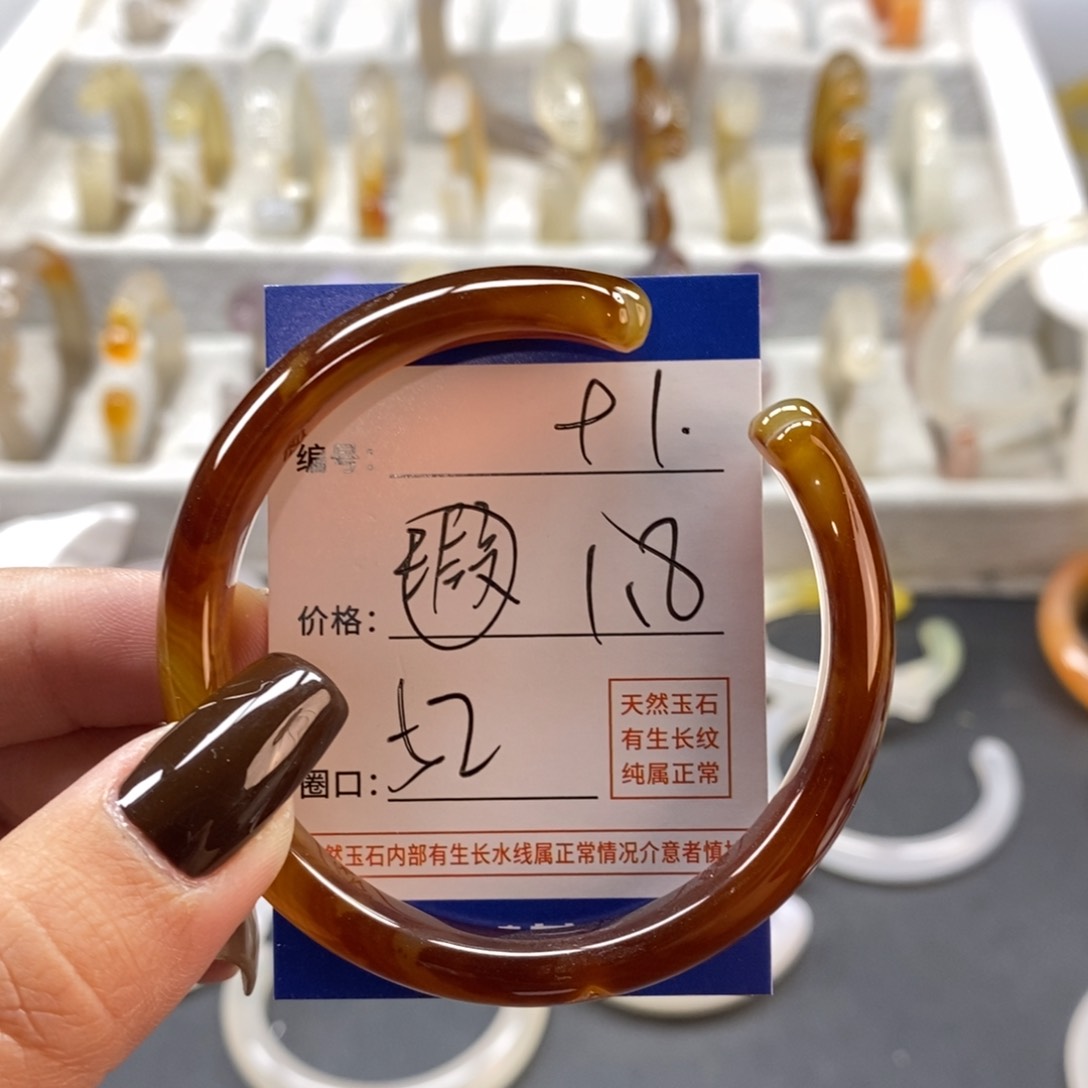 编号:
价格: 瑕 1.8
圈口: 52
天然玉石
有生长纹
纯属正常
然玉石内部有生长水线属正常情况介意者慎